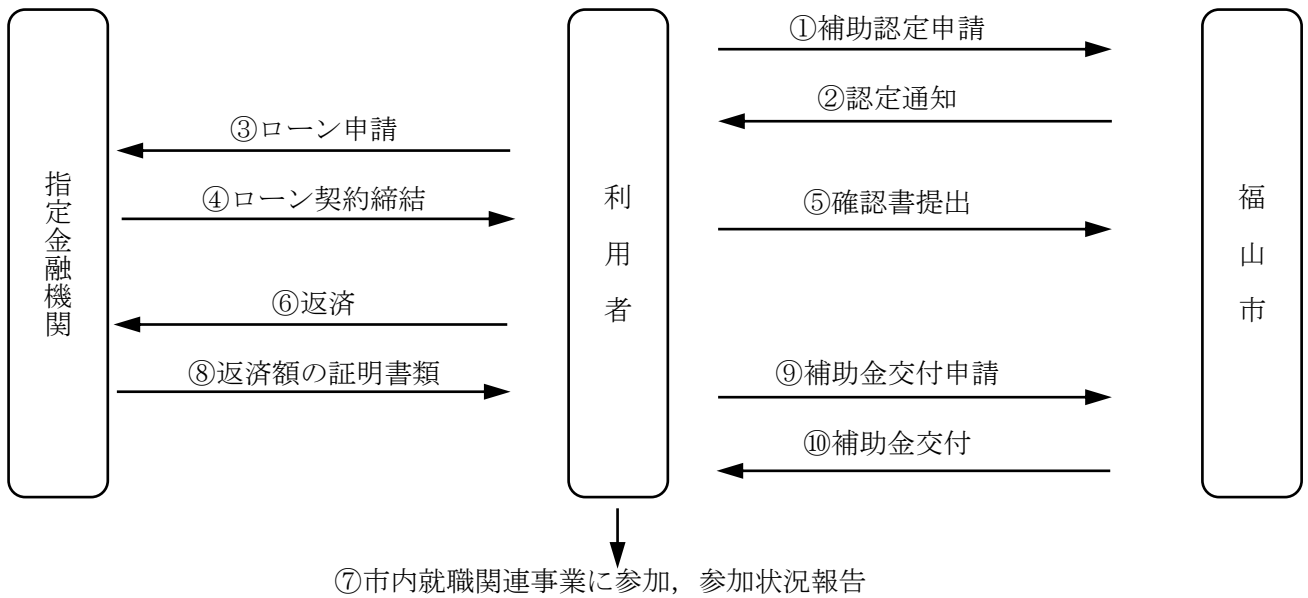 ①補助認定申請
②認定通知
③ローン申請
④ローン契約締結
⑤確認書提出
指定金融機関
利用者
福山市
⑥返済
⑧返済額の証明書類
⑨補助金交付申請
⑩補助金交付
⑦市内就職関連事業に参加，参加状況報告